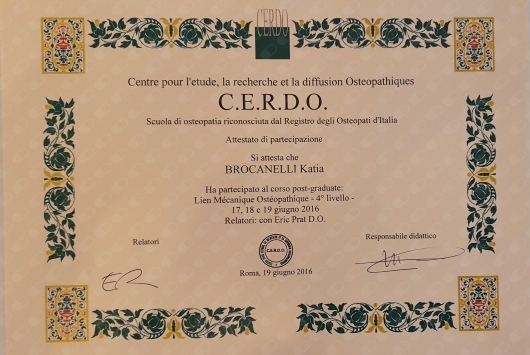 CERDO
Centre pour l'etude, la recherche et la diffusion Osteopathiques
C.E.R.D.O.
Scuola di osteopatia riconosciuta dal Registro degli Osteopati d'Italia
Attestato di partecipazione
Si attesta che
BROCANELLI Katia
Ha partecipato al corso post-graduate:
Lien Mécanique Ostéopathique - 4° livello -
17, 18 e 19 giugno 2016
Relatori: con Eric Prat D.O.
Relatori
Responsabile didattico
C.E.R.D.O.
Roma, 19 giugno 2016